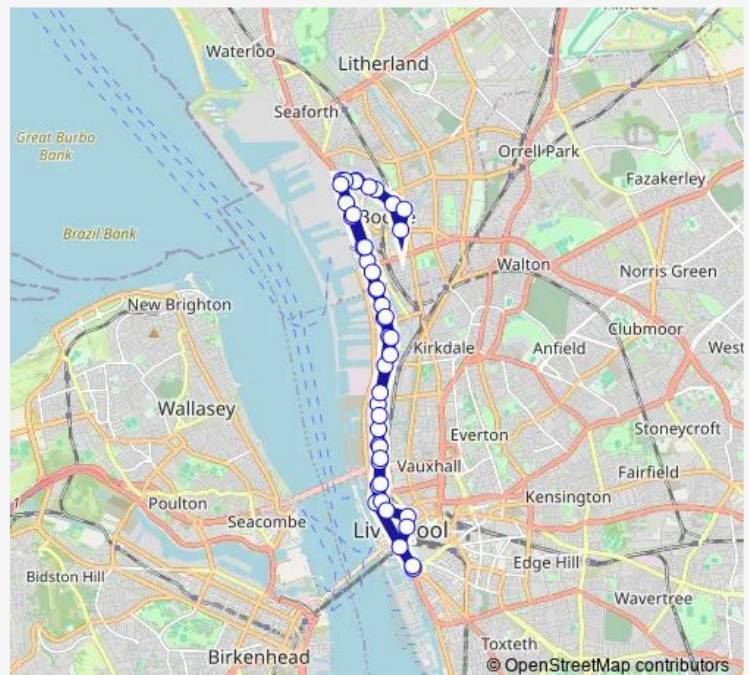 Waterloo
Litherland
Seaforth
Great Burbo
Bank
Orrell Park
Fazakerley
Brazil Bank
Walton
Norris Green
New Brighton
Clubmoor
Kirkdale
Anfield
West
Wallasey
Everton
Stoneycroft
Vauxhall
Fairfield
Poulton
Kensington
Seacombe
Edge Hill
Bidston Hill
Wavertree
Toxteth
Birkenhead
© OpenStreetMap contributors